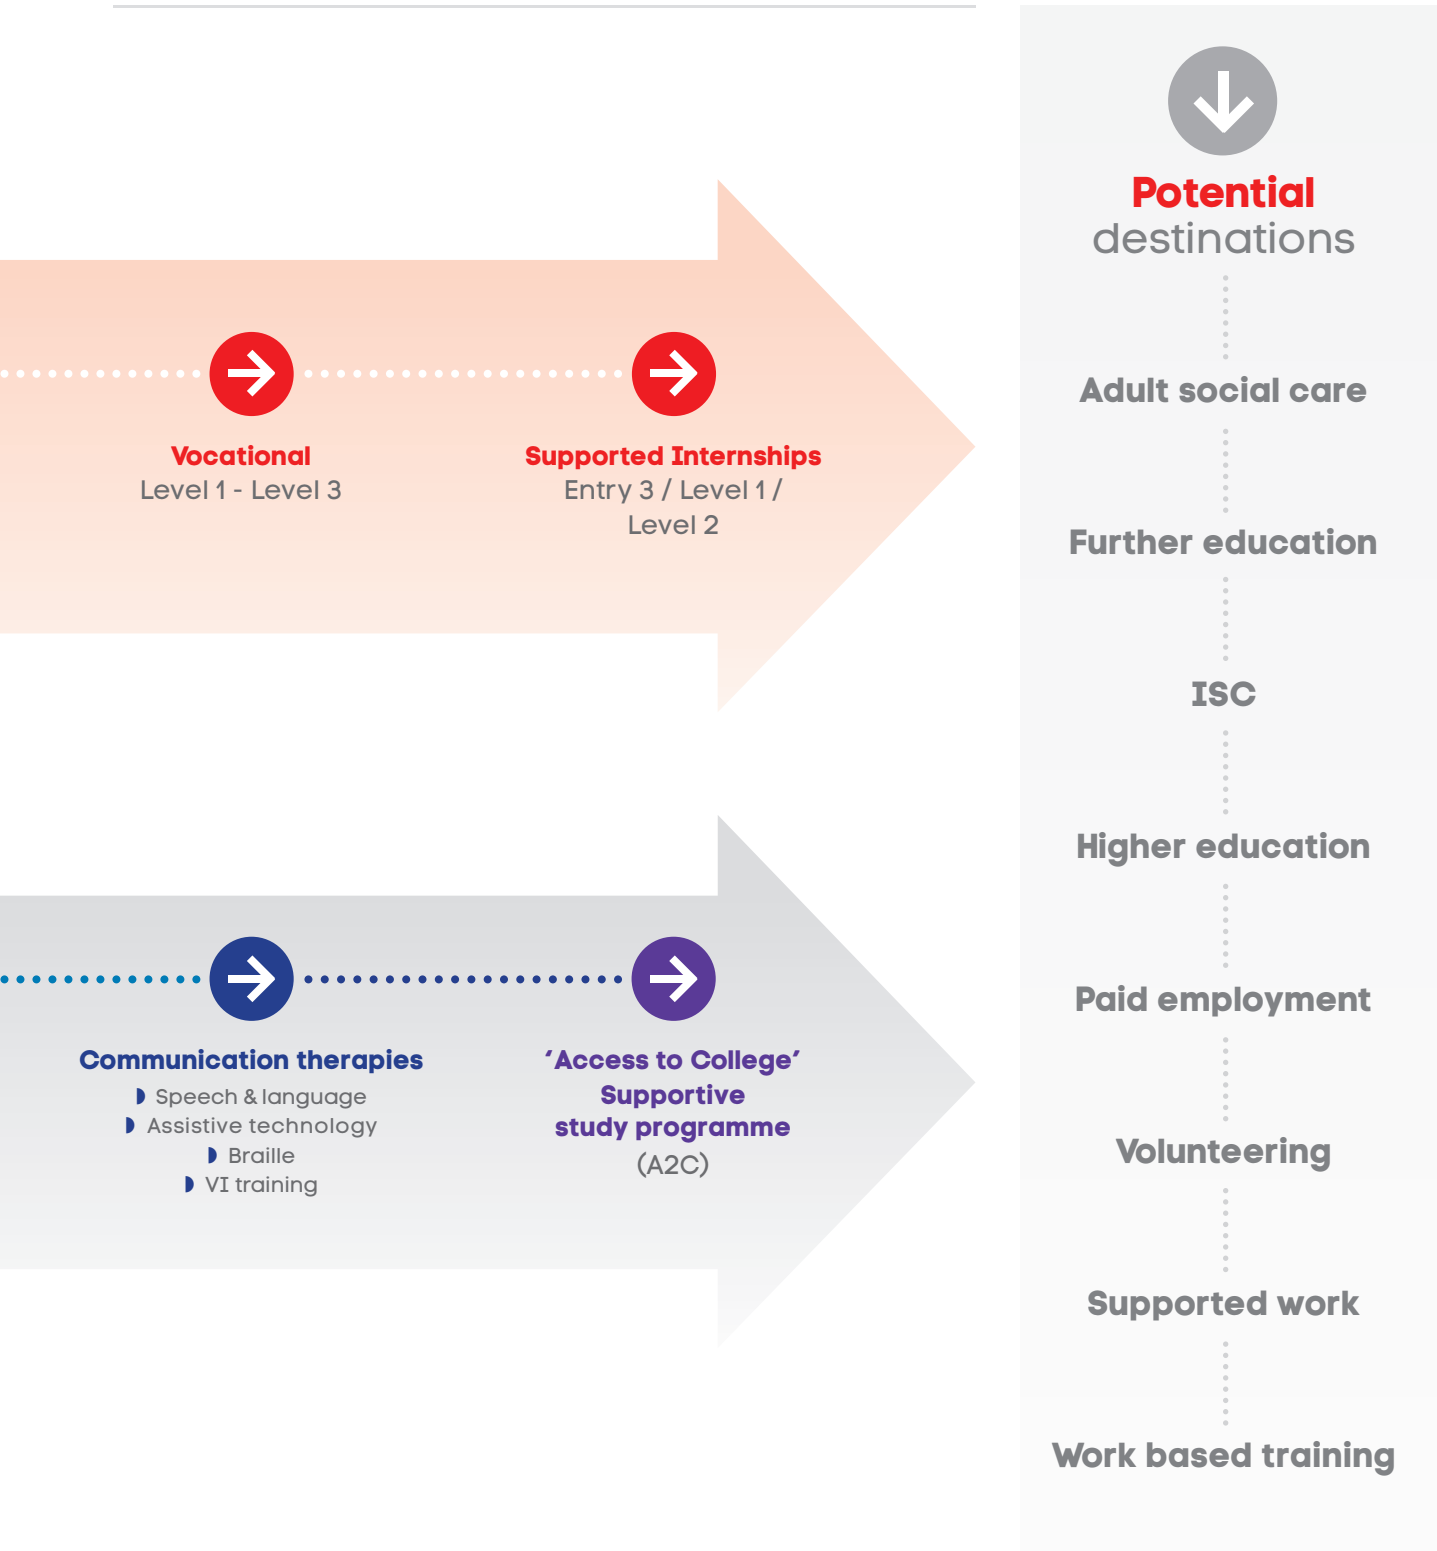 Vocational
Level 1 - Level 3
Supported Internships
Entry 3 / Level 1 /
Level 2
Communication therapies
Speech & language
Assistive technology
Braille
VI training
‘Access to College’
Supportive
study programme
(A2C)
Potential
destinations
Adult social care
Further education
ISC
Higher education
Paid employment
Volunteering
Supported work
Work based training